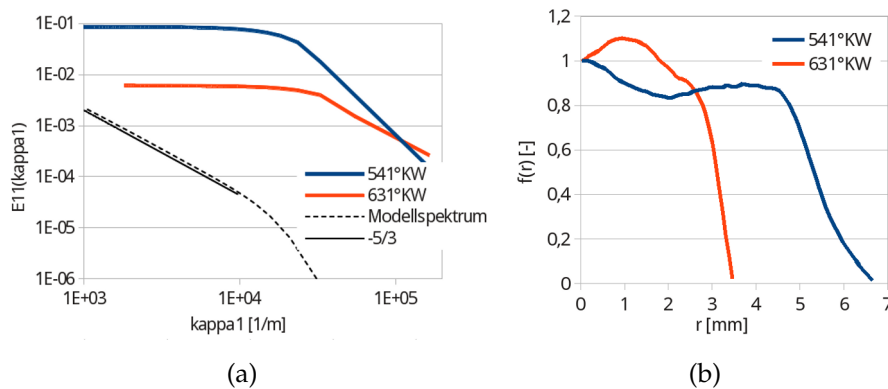 1E-01
1E-02
1E-03
1E-04
1E-05
1E-06
E11(kappa1)
541°KW
631°KW
Modellspektrum
-5/3
1E+03
1E+04
1E+05
kappa1 [1/m]
(a)
1,2
1
0,8
0,6
0,4
0,2
0
f(r) [-]
541°KW
631°KW
0
1
2
3
4
5
6
7
r [mm]
(b)